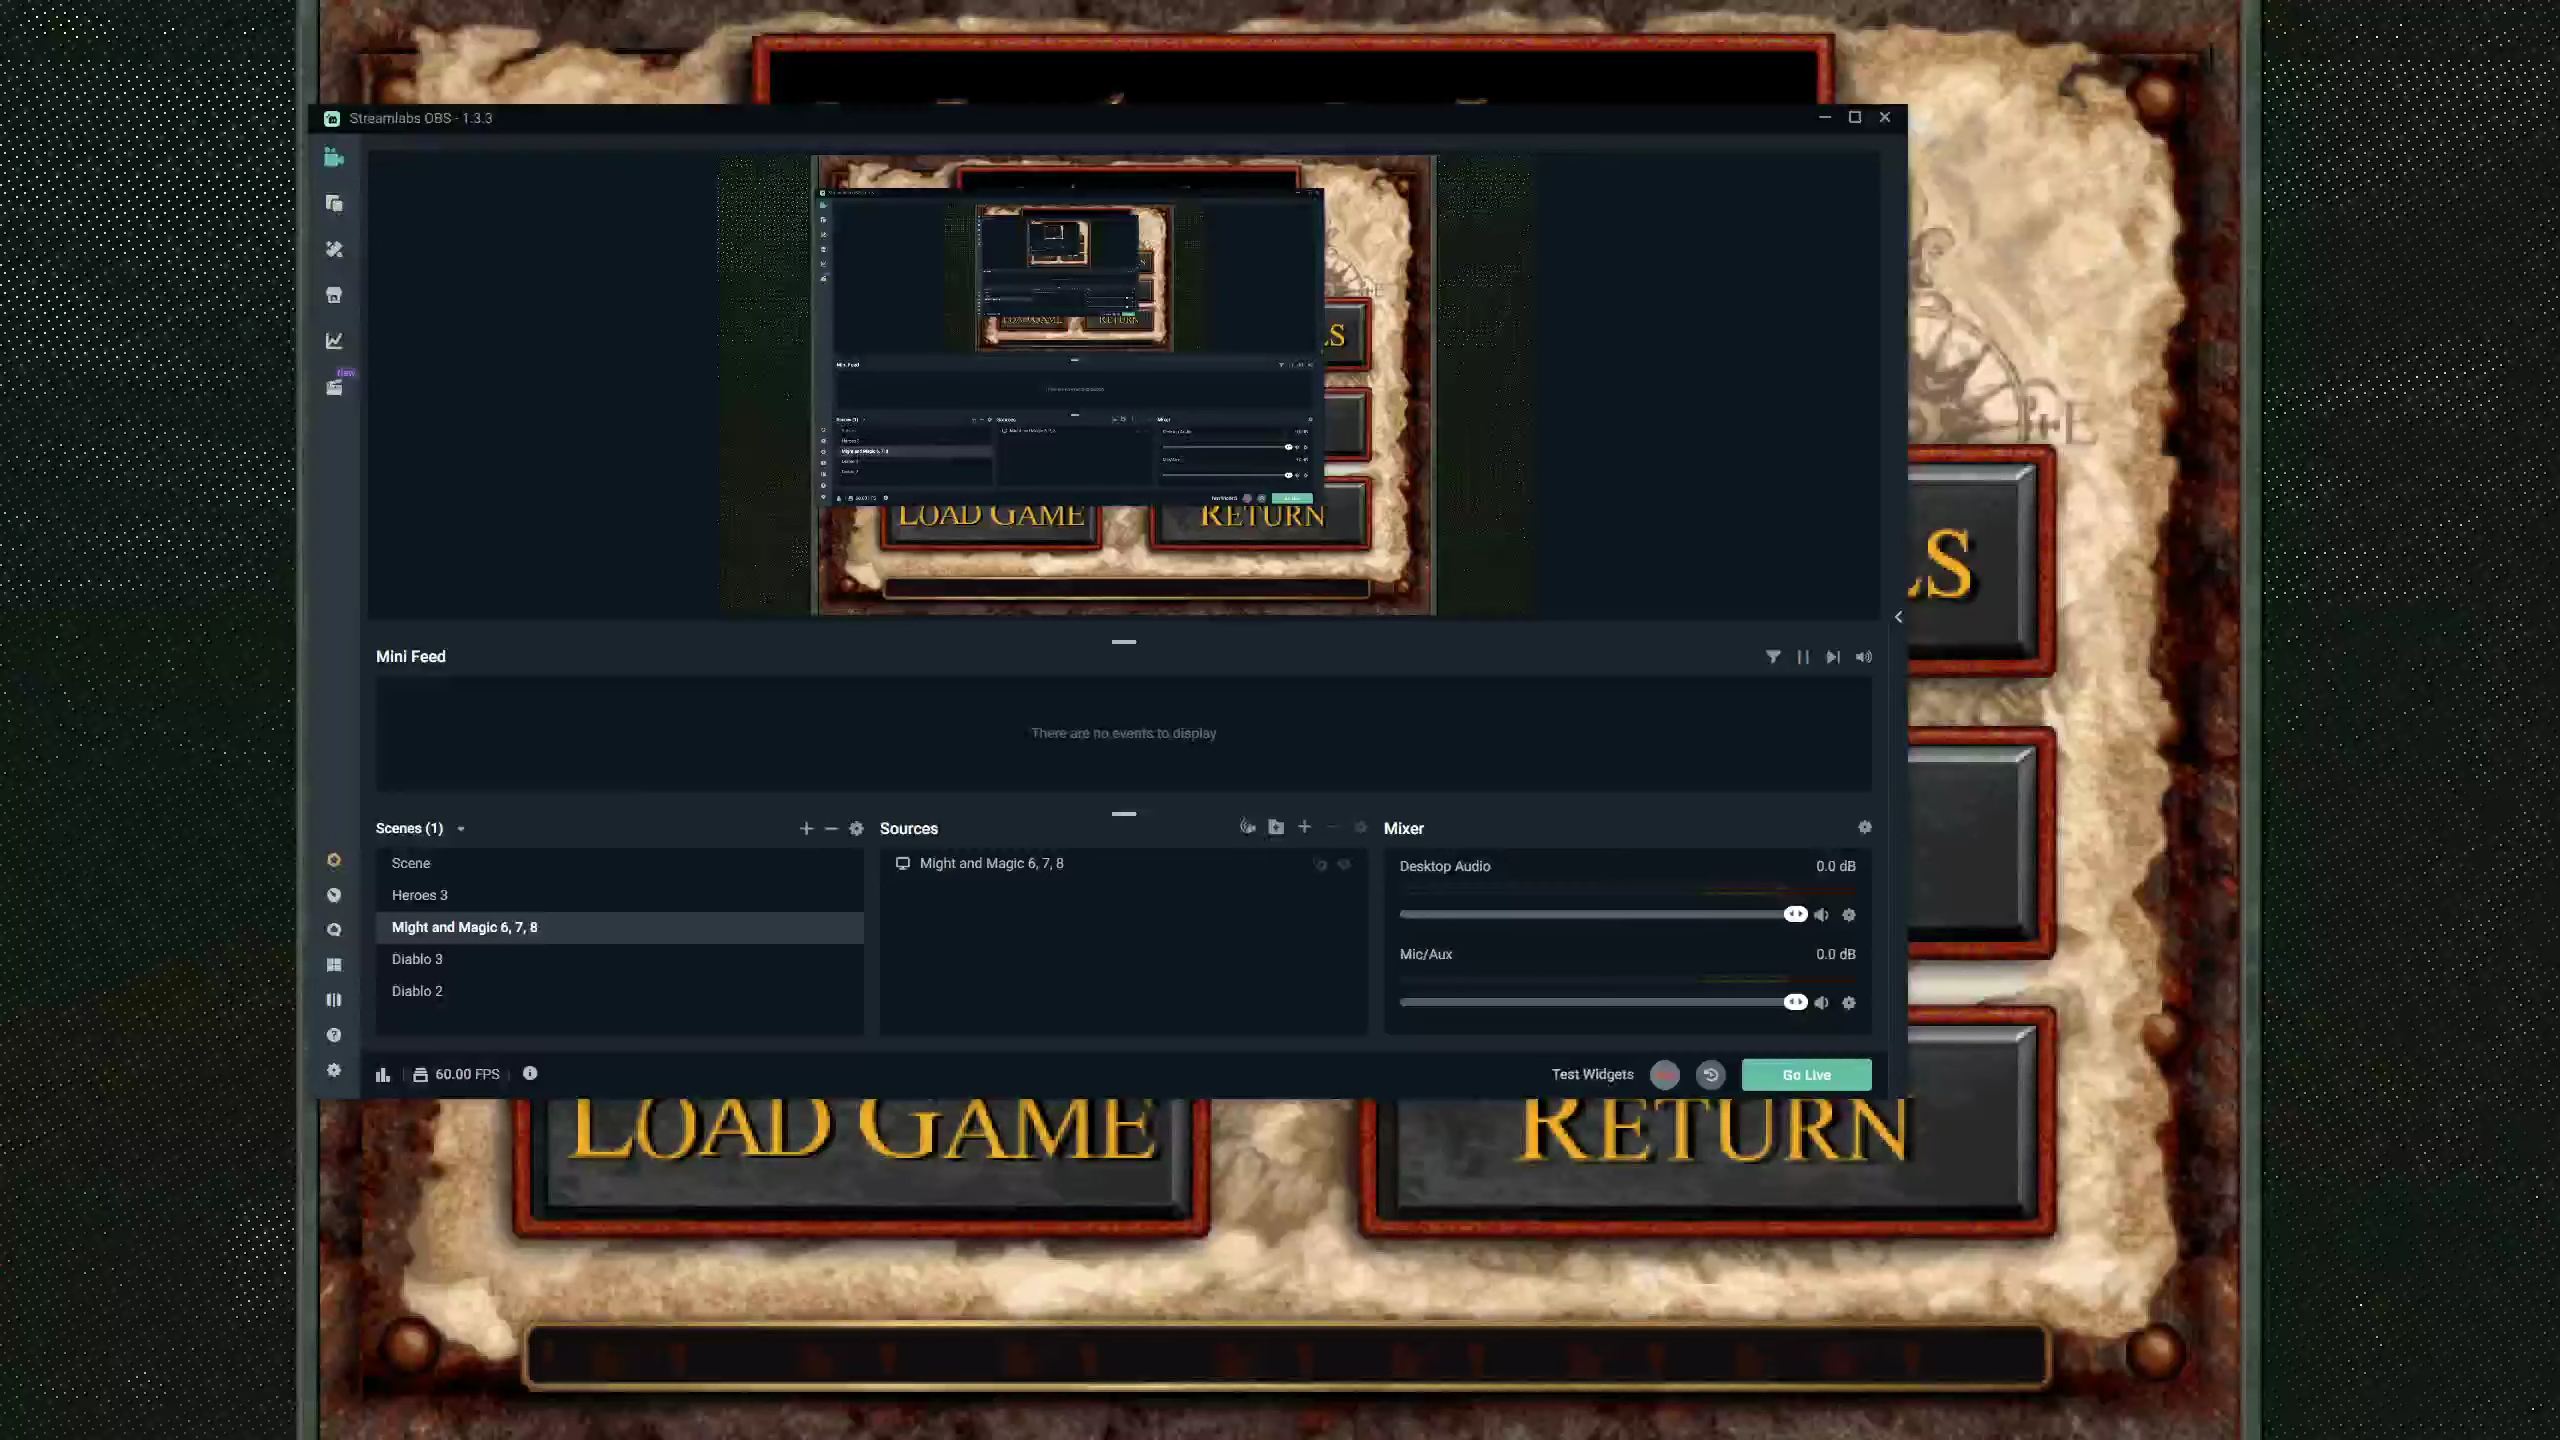 Streamlabs OBS - 1.3.3
New
LOAD GAME
RETURN
LS
Mini Feed
There are no events to display
Scenes (1)
Sources
Mixer
Scene
Heroes 3
Might and Magic 6, 7, 8
Diablo 3
Diablo 2
Might and Magic 6, 7, 8
Desktop Audio
0.0 dB
Mic/Aux
0.0 dB
60.00 FPS
Test Widgets
Go Live
LOAD GAME
RETURN